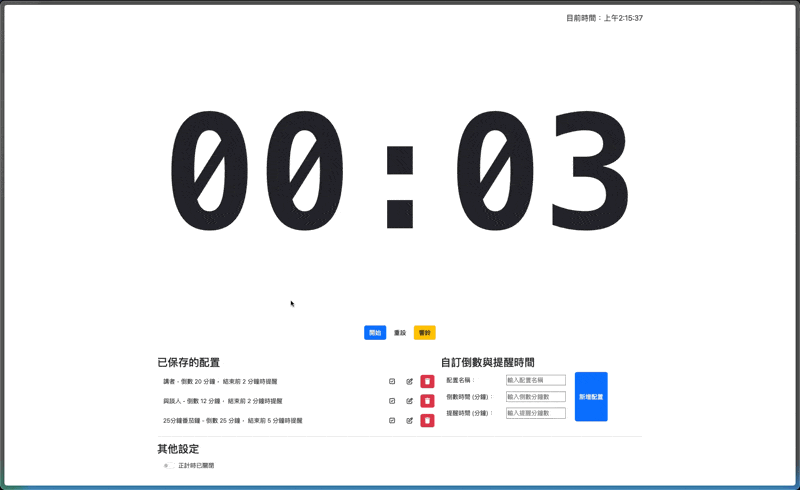 目前時間：上午2:15:37
00:03
開始 重設 響鈴
已保存的配置
講者 - 倒數 20 分鐘， 結束前 2 分鐘時提醒
與談人 - 倒數 12 分鐘， 結束前 2 分鐘時提醒
25分鐘番茄鐘 - 倒數 25 分鐘， 結束前 5 分鐘時提醒
自訂倒數與提醒時間
配置名稱： 輸入配置名稱
倒數時間 (分鐘)： 輸入倒數分鐘數
提醒時間 (分鐘)： 輸入提醒分鐘數
新增配置
其他設定
正計時已關閉